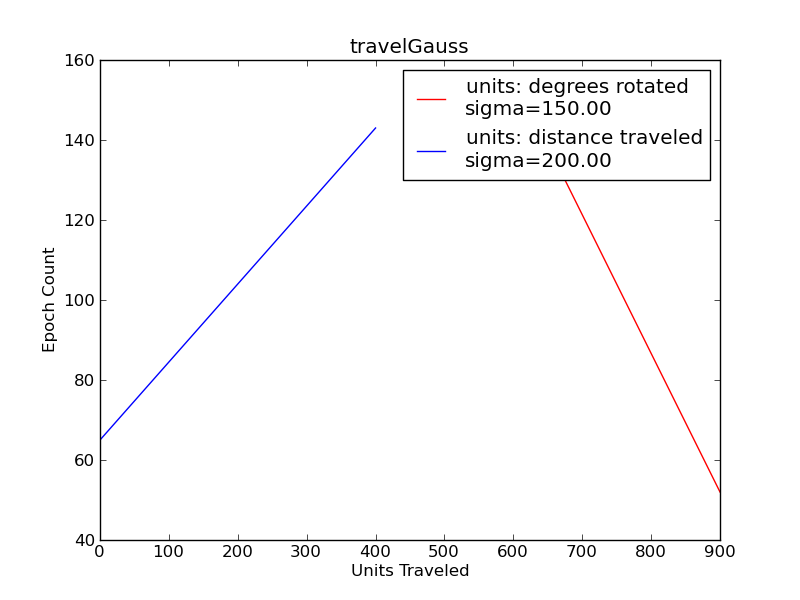 travelGauss
160
140
120
100
80
60
40
Epoch Count
units: degrees rotated
sigma=150.00
units: distance traveled
sigma=200.00
0 100 200 300 400 500 600 700 800 900
Units Traveled